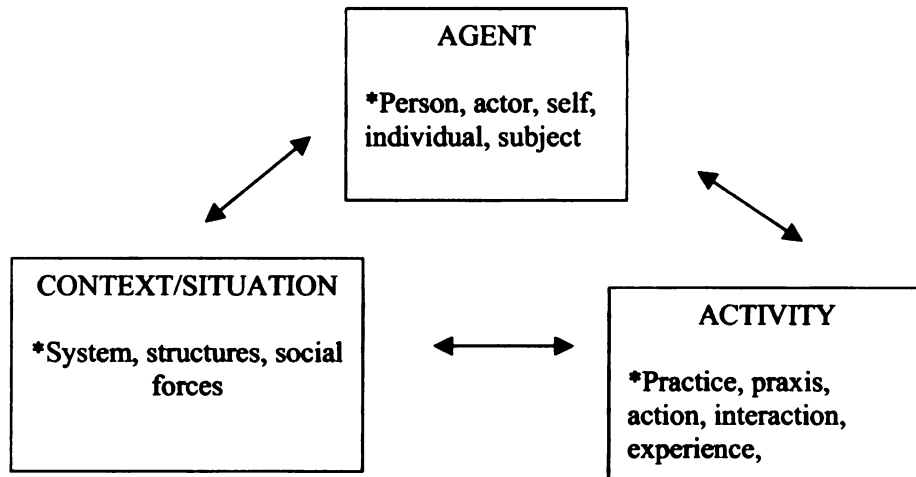 AGENT
*Person, actor, self,
individual, subject
CONTEXT/SITUATION
*System, structures, social
forces
ACTIVITY
*Practice, praxis,
action, interaction,
experience,